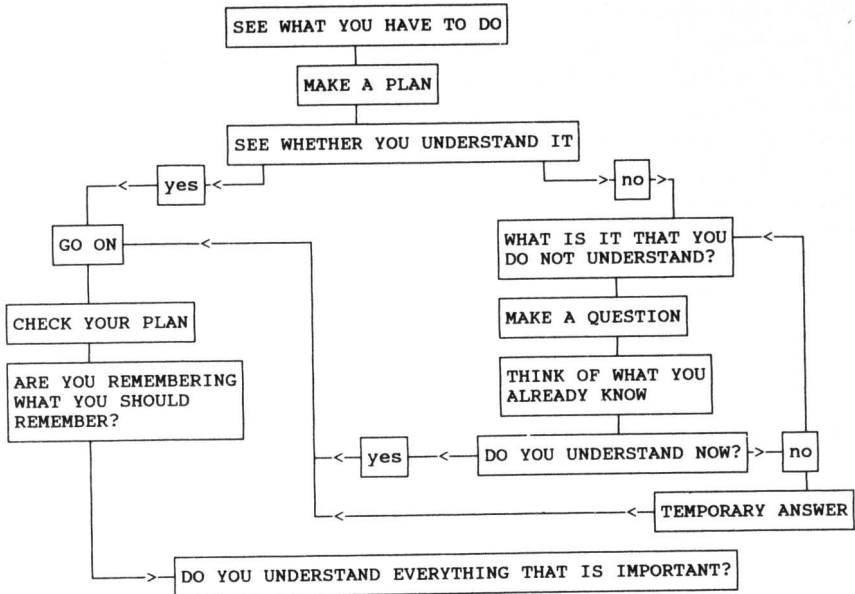 SEE WHAT YOU HAVE TO DO
MAKE A PLAN
SEE WHETHER YOU UNDERSTAND IT
yes
no
GO ON
WHAT IS IT THAT YOU
DO NOT UNDERSTAND?
CHECK YOUR PLAN
MAKE A QUESTION
ARE YOU REMEMBERING
WHAT YOU SHOULD
REMEMBER?
THINK OF WHAT YOU
ALREADY KNOW
yes
DO YOU UNDERSTAND NOW?
no
TEMPORARY ANSWER
DO YOU UNDERSTAND EVERYTHING THAT IS IMPORTANT?